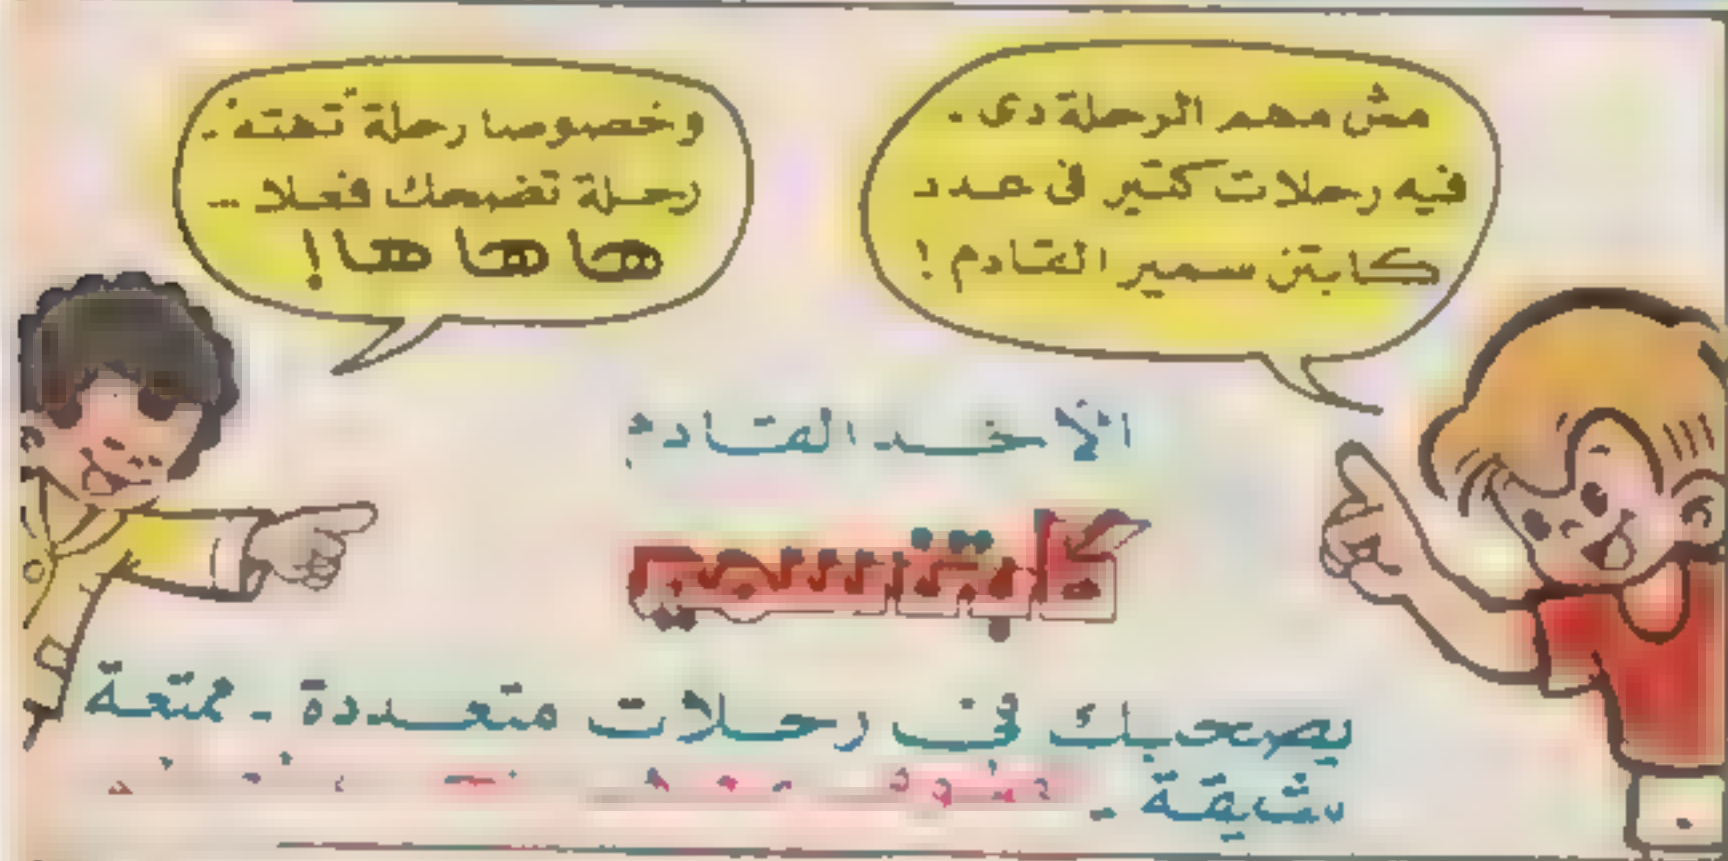 مش مهم الرحلة دى -
فيه رحلات كتير فى عدد
كابتن سمير القادم !
وخصوصا رحلة "تهته" -
رحلة تضحك فعلا ..
ها ها ها !
الأحد القادم
كابتن سمير
يصحبك فى رحلات متعددة - ممتعة
شيقة -